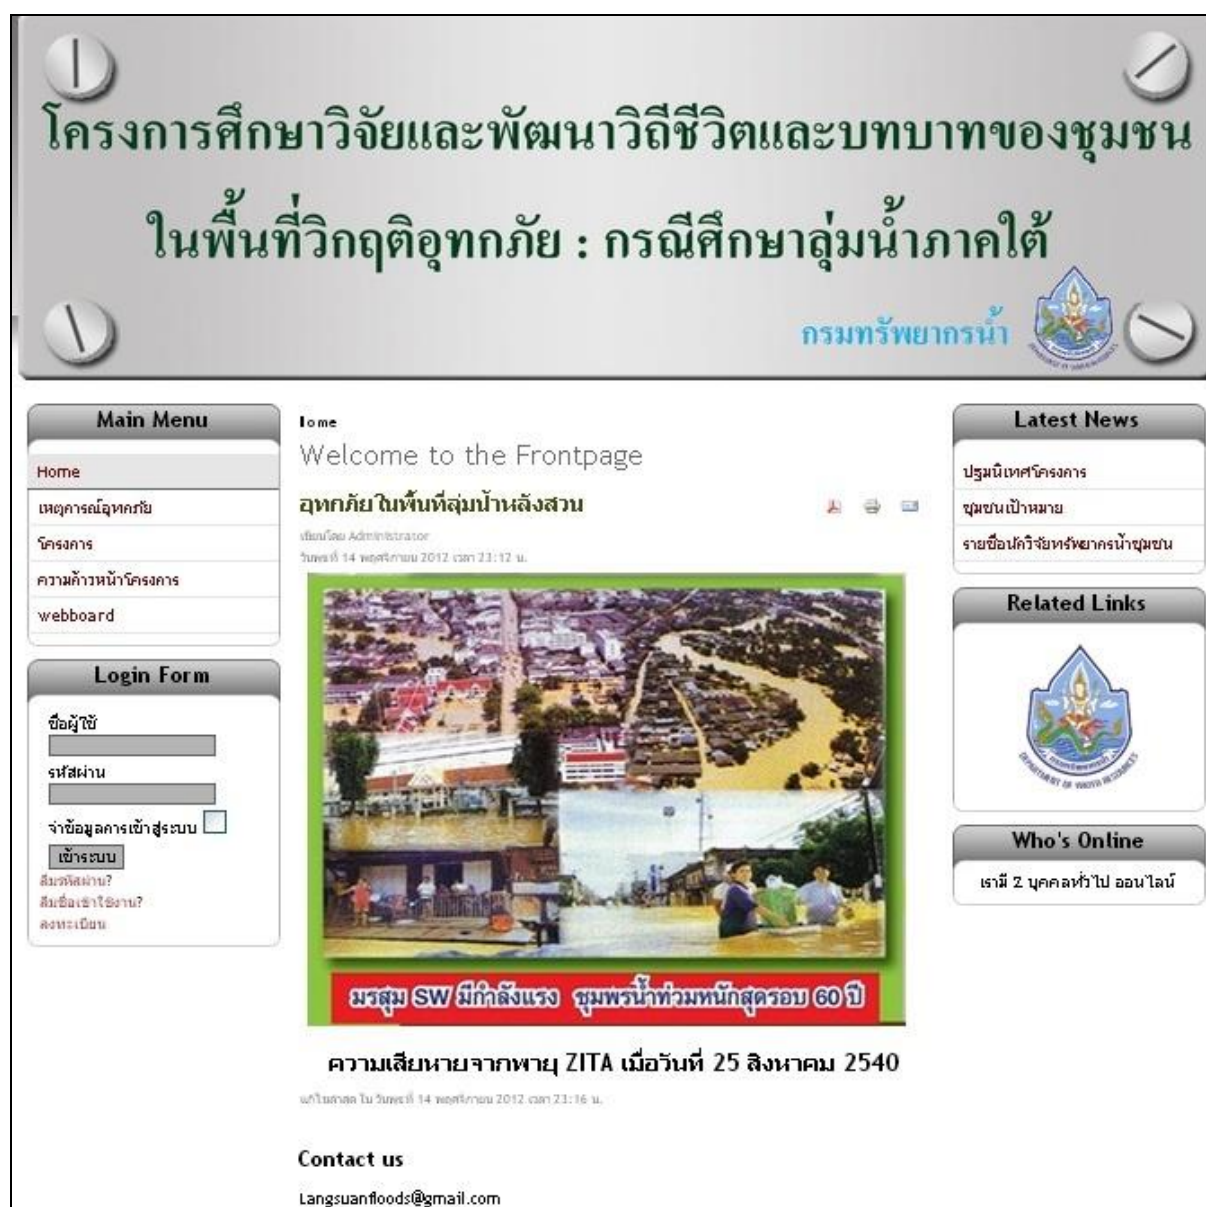 โครงการศึกษาวิจัยและพัฒนาวิถีชีวิตและบทบาทของชุมชน
ในพื้นที่วิกฤติอุทกภัย : กรณีศึกษาลุ่มน้ำภาคใต้
กรมทรัพยากรน้ำ
Main Menu
Home
เหตุการณ์อุทกภัย
โครงการ
ความก้าวหน้าโครงการ
webboard
Login Form
ชื่อผู้ใช้
รหัสผ่าน
จำข้อมูลการเข้าสู่ระบบ
เข้าระบบ
ลืมรหัสผ่าน?
ลืมชื่อเข้าใช้งาน?
ลงทะเบียน
Home
Welcome to the Frontpage
อุทกภัยในพื้นที่ลุ่มน้ำหลังสวน
เขียนโดย Administrator
วันพุธที่ 14 พฤศจิกายน 2012 เวลา 23:12 น.
มรสุม SW มีกำลังแรง ชุมพรน้ำท่วมหนักสุดรอบ 60 ปี
ความเสียหายจากพายุ ZITA เมื่อวันที่ 25 สิงหาคม 2540
แก้ไขล่าสุด ใน วันพุธที่ 14 พฤศจิกายน 2012 เวลา 23:16 น.
Contact us
Langsuanfloods@gmail.com
Latest News
ปฐมนิเทศโครงการ
ชุมชนเป้าหมาย
รายชื่อนักวิจัยทรัพยากรน้ำชุมชน
Related Links
กรมทรัพยากรน้ำ
DEPARTMENT OF WATER RESOURCES
Who's Online
เรามี 2 บุคคลทั่วไป ออนไลน์